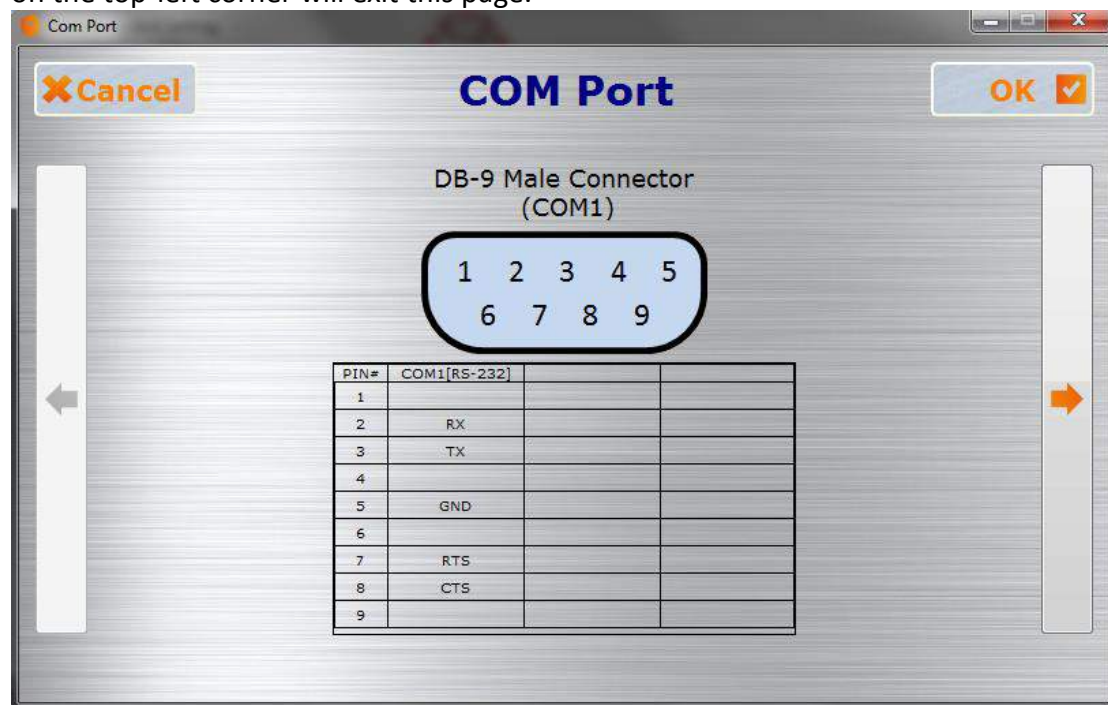 on the top-left corner will exit this page.
Com Port
Cancel COM Port OK
DB-9 Male Connector
(COM1)
1 2 3 4 5
6 7 8 9
PIN# COM1[RS-232]
1
2 RX
3 TX
4
5 GND
6
7 RTS
8 CTS
9